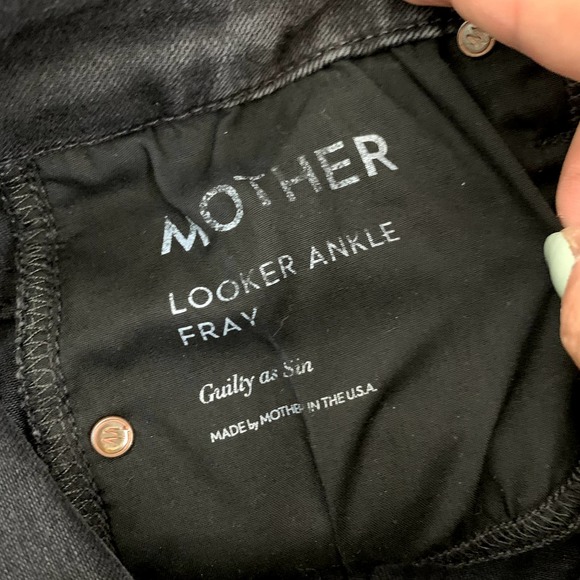 MOTHER
LOOKER ANKLE
FRAY
Guilty as Sin
MADE by MOTHER IN THE U.S.A.